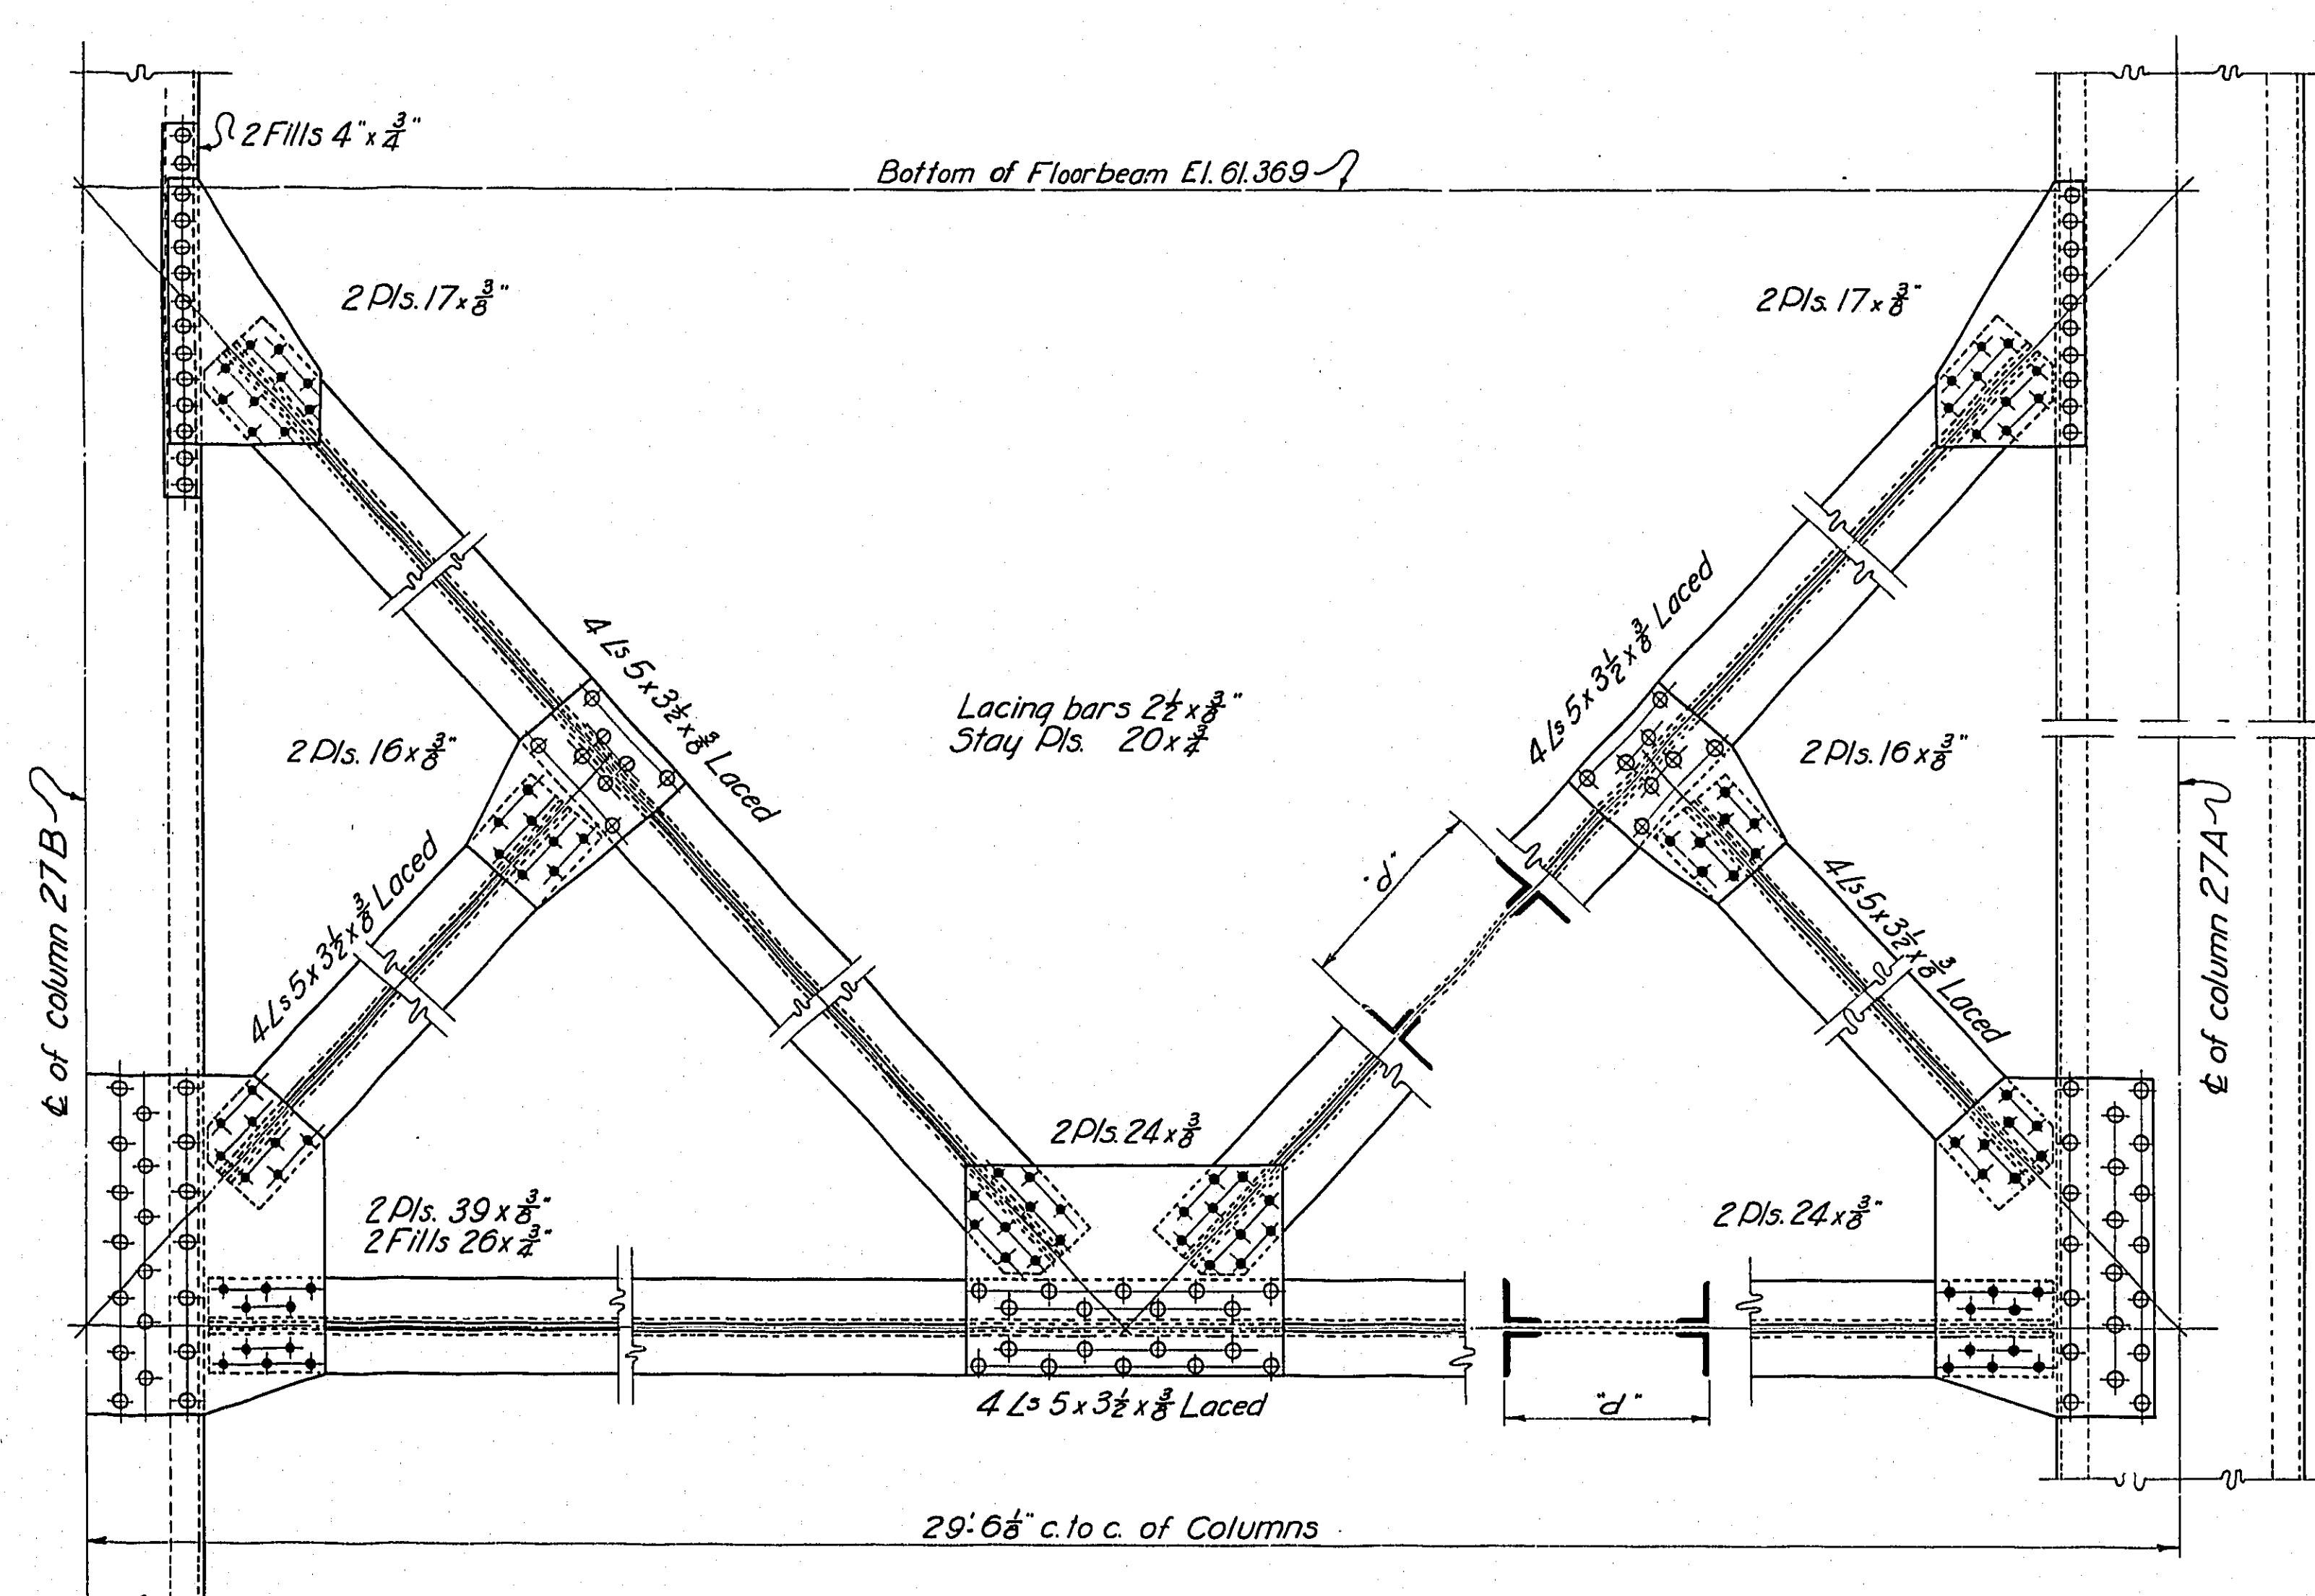 2 Fills 4" x 3/4"
Bottom of Floorbeam El. 61.369
2 Pls. 17 x 3/8"
2 Pls. 17 x 3/8"
4 Ls 5 x 3 1/2 x 3/8 Laced
4 Ls 5 x 3 1/2 x 3/8 Laced
Lacing bars 2 1/2 x 3/8"
Stay Pls. 20 x 3/4
2 Pls. 16 x 3/8"
2 Pls. 16 x 3/8"
℄ of column 27B
℄ of column 27A
4 Ls 5 x 3 1/2 x 3/8 Laced
"d"
4 Ls 5 x 3 1/2 x 3/8 Laced
2 Pls. 24 x 3/8
2 Pls. 39 x 3/8"
2 Fills 26 x 3/4"
2 Pls. 24 x 3/8"
4 Ls 5 x 3 1/2 x 3/8 Laced
"d"
29'-6 1/8" c. to c. of Columns